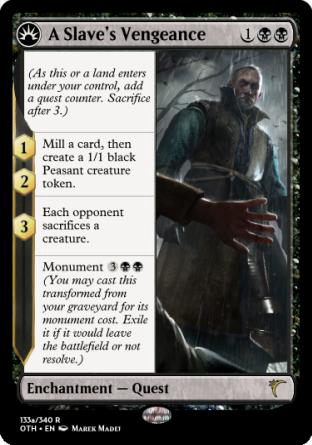 A Slave's Vengeance 1
(As this or a land enters
under your control, add
a quest counter. Sacrifice
after 3.)
1
2
Mill a card, then
create a 1/1 black
Peasant creature
token.
3
Each opponent
sacrifices a
creature.
Monument 3
(You may cast this
transformed from
your graveyard for its
monument cost. Exile
it if it would leave
the battlefield or not
resolve.)
Enchantment — Quest
133a/340 R
OTH • EN Marek Madej